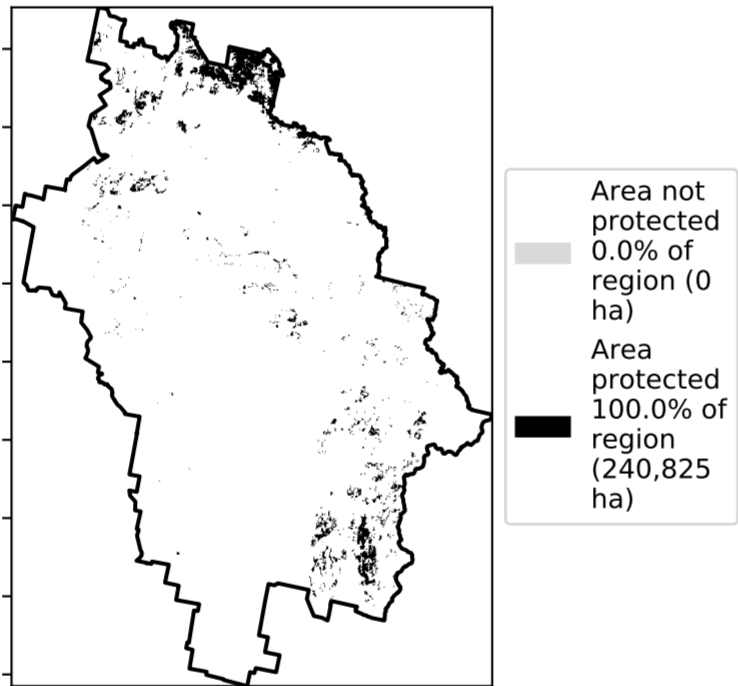 Area not
protected
0.0% of
region (0
ha)
Area
protected
100.0% of
region
(240,825
ha)